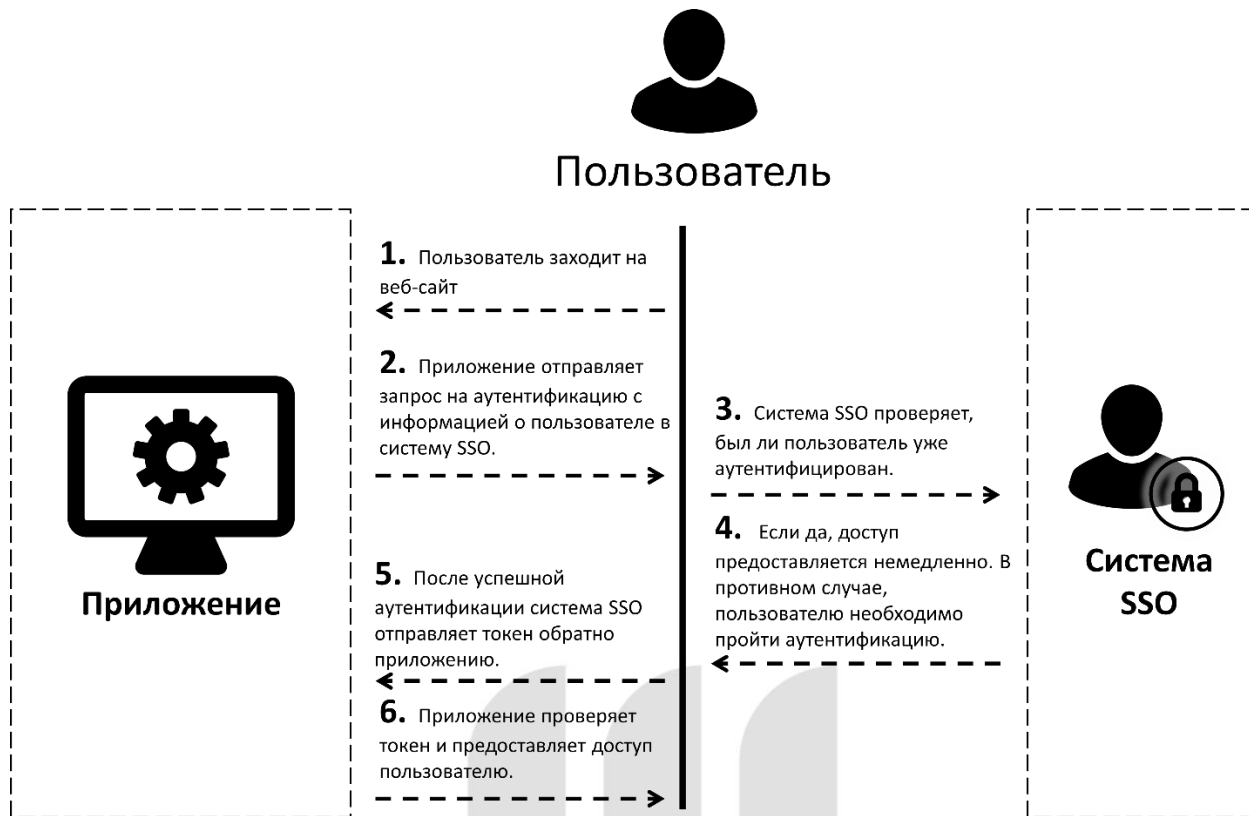 Пользователь
1. Пользователь заходит на
веб-сайт
2. Приложение отправляет
запрос на аутентификацию с
информацией о пользователе в
систему SSO.
3. Система SSO проверяет,
был ли пользователь уже
аутентифицирован.
4. Если да, доступ
предоставляется немедленно. В
противном случае,
пользователю необходимо
пройти аутентификацию.
5. После успешной
аутентификации система SSO
отправляет токен обратно
приложению.
6. Приложение проверяет
токен и предоставляет доступ
пользователю.
Приложение
Система
SSO